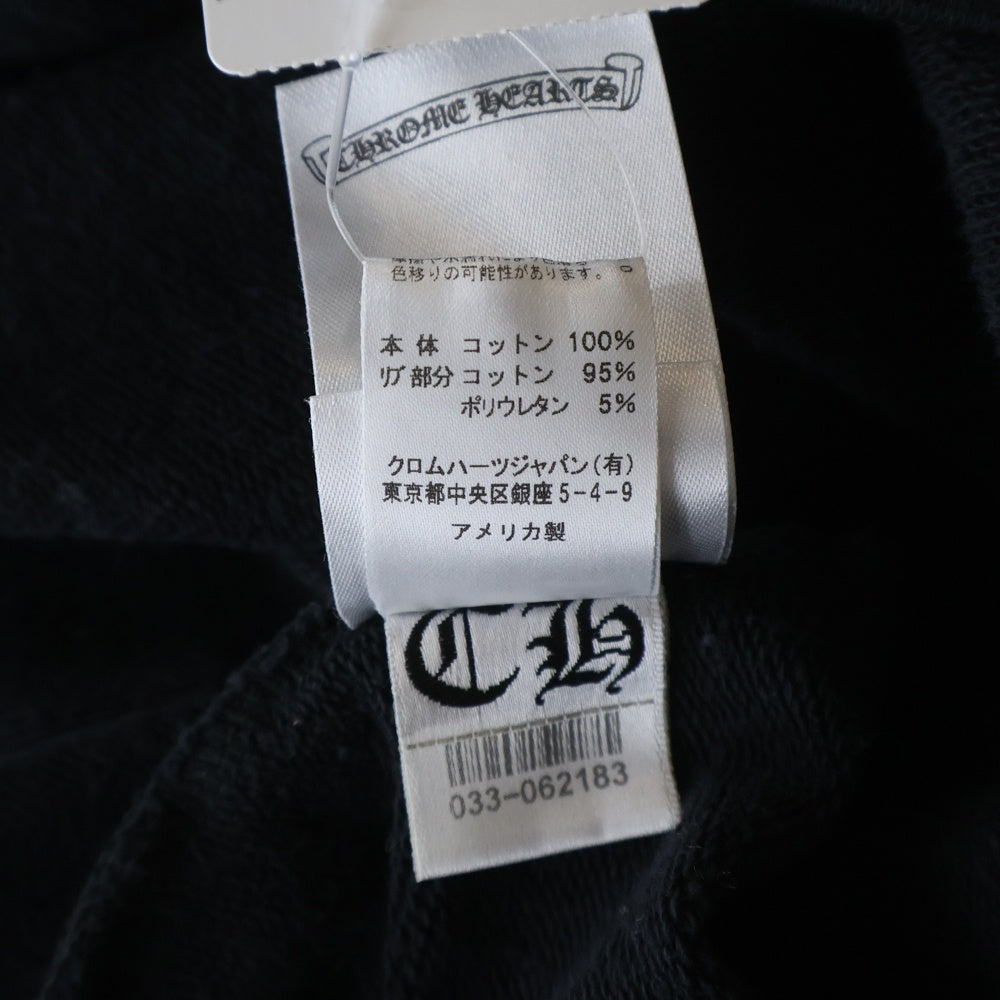 CHROME HEARTS
色移りの可能性があります。
本体 コットン 100%
リブ部分 コットン 95%
ポリウレタン 5%
クロムハーツジャパン(有)
東京都中央区銀座5-4-9
アメリカ製
CH
033-062183